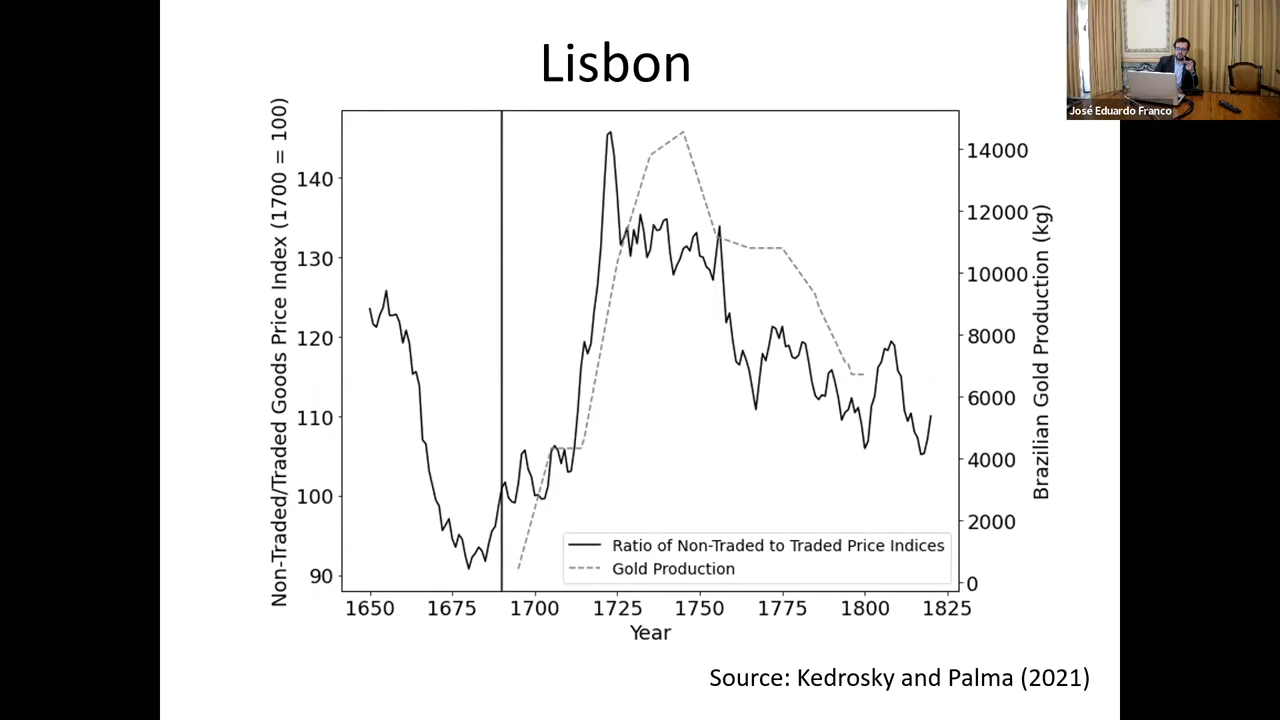 Lisbon
José Eduardo Franco
Non-Traded/Traded Goods Price Index (1700 = 100)
140
130
120
110
100
90
14000
12000
10000
8000
6000
4000
2000
0
Brazilian Gold Production (kg)
Ratio of Non-Traded to Traded Price Indices
Gold Production
1650 1675 1700 1725 1750 1775 1800 1825
Year
Source: Kedrosky and Palma (2021)